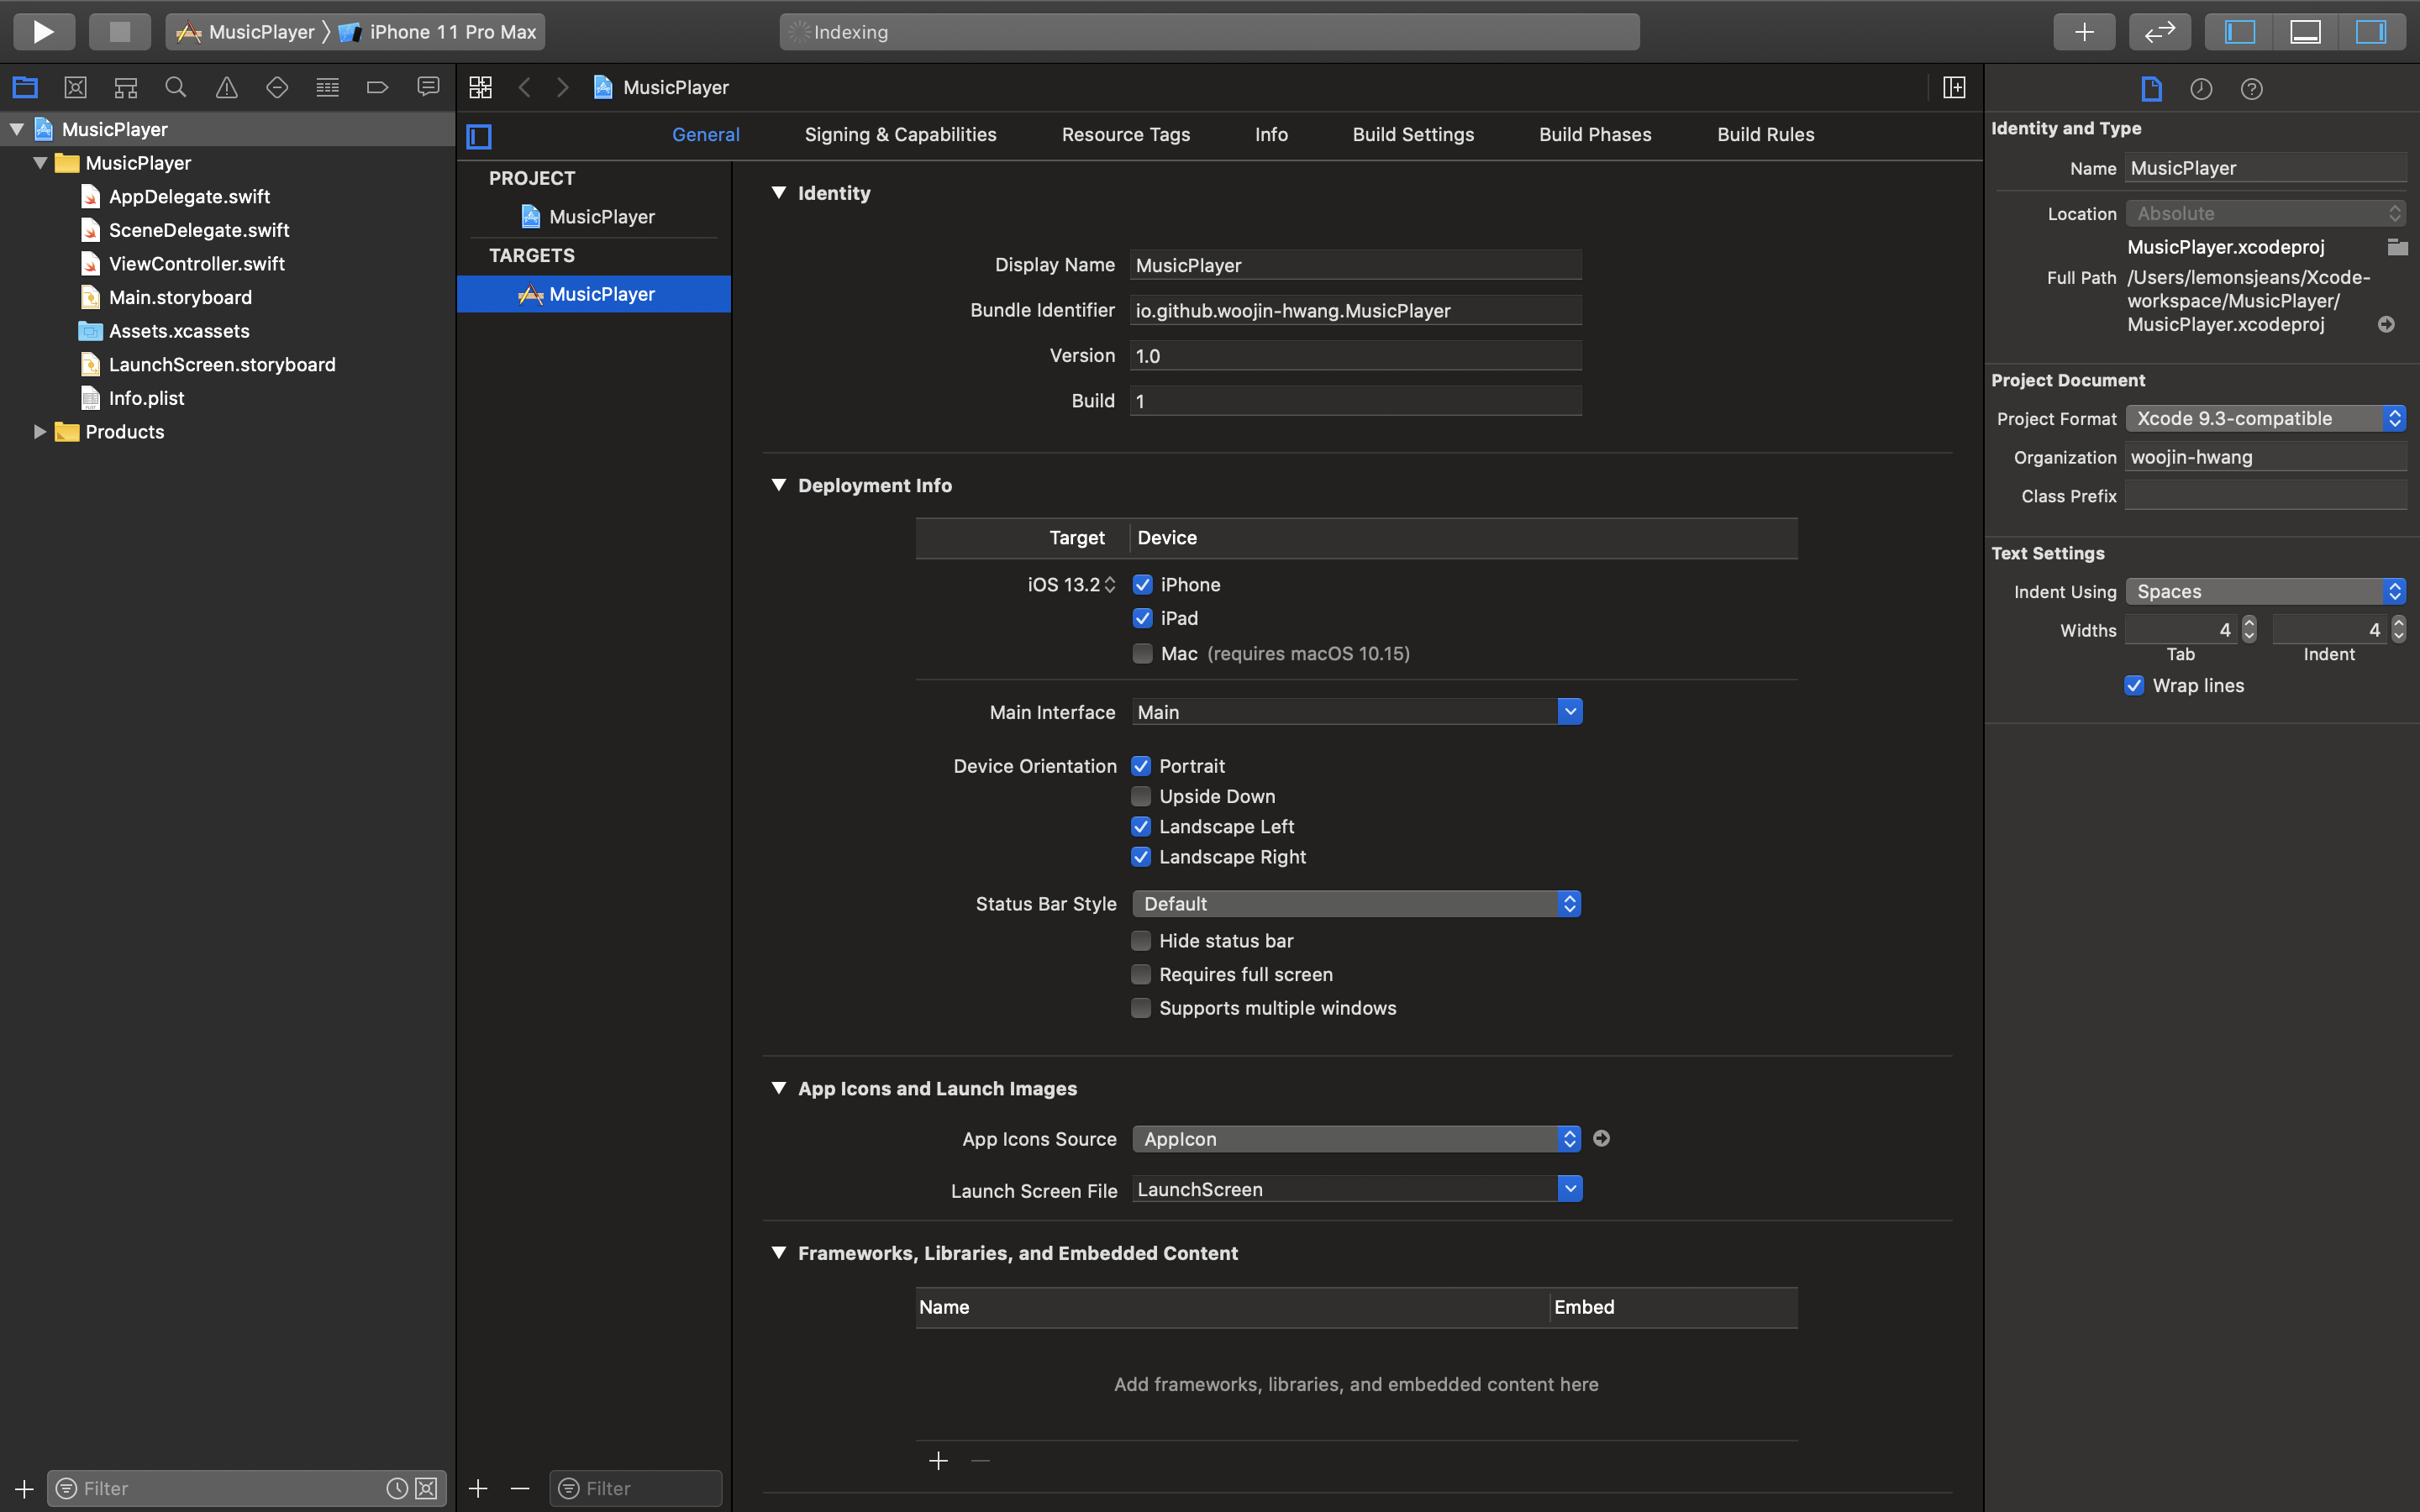 MusicPlayer 〉 iPhone 11 Pro Max
Indexing
MusicPlayer
MusicPlayer
AppDelegate.swift
SceneDelegate.swift
ViewController.swift
Main.storyboard
Assets.xcassets
LaunchScreen.storyboard
Info.plist
Products
Filter
MusicPlayer
General Signing & Capabilities Resource Tags Info Build Settings Build Phases Build Rules
PROJECT
MusicPlayer
TARGETS
MusicPlayer
Filter
Identity
Display Name MusicPlayer
Bundle Identifier io.github.woojin-hwang.MusicPlayer
Version 1.0
Build 1
Deployment Info
Target Device
iOS 13.2 iPhone
iPad
Mac (requires macOS 10.15)
Main Interface Main
Device Orientation Portrait
Upside Down
Landscape Left
Landscape Right
Status Bar Style Default
Hide status bar
Requires full screen
Supports multiple windows
App Icons and Launch Images
App Icons Source AppIcon
Launch Screen File LaunchScreen
Frameworks, Libraries, and Embedded Content
Name Embed
Add frameworks, libraries, and embedded content here
Identity and Type
Name MusicPlayer
Location Absolute
MusicPlayer.xcodeproj
Full Path /Users/lemonsjeans/Xcode-
workspace/MusicPlayer/
MusicPlayer.xcodeproj
Project Document
Project Format Xcode 9.3-compatible
Organization woojin-hwang
Class Prefix
Text Settings
Indent Using Spaces
Widths 4 4
Tab Indent
Wrap lines